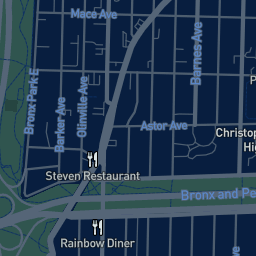 Mace Ave
Bronx Park E
Barker Ave
Olinville Ave
Barnes Ave
P
Astor Ave
Christop
Hi
Steven Restaurant
Bronx and Pe
Rainbow Diner